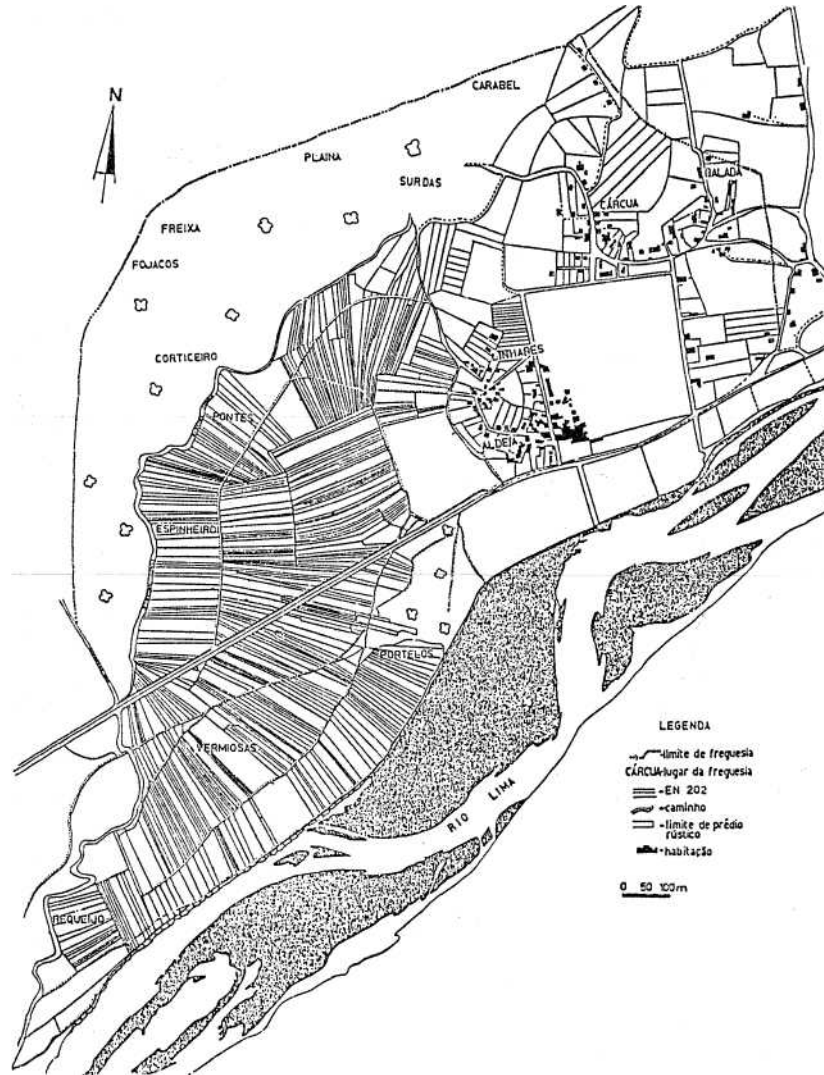 N
CARABEL
PLAINA
SURDAS
FREIXA
FOJACOS
CÁRCUA
CORTICEIRO
LINHARES
PONTES
ALDEIA
ESPINHEIRO
PORTELOS
VERMIOSAS
REQUEIJO
RIO LIMA
LEGENDA
-limite de freguesia
CÁRCUA-lugar da freguesia
-EN 202
-caminho
-limite de prédio
rústico
-habitação
0 50 100m